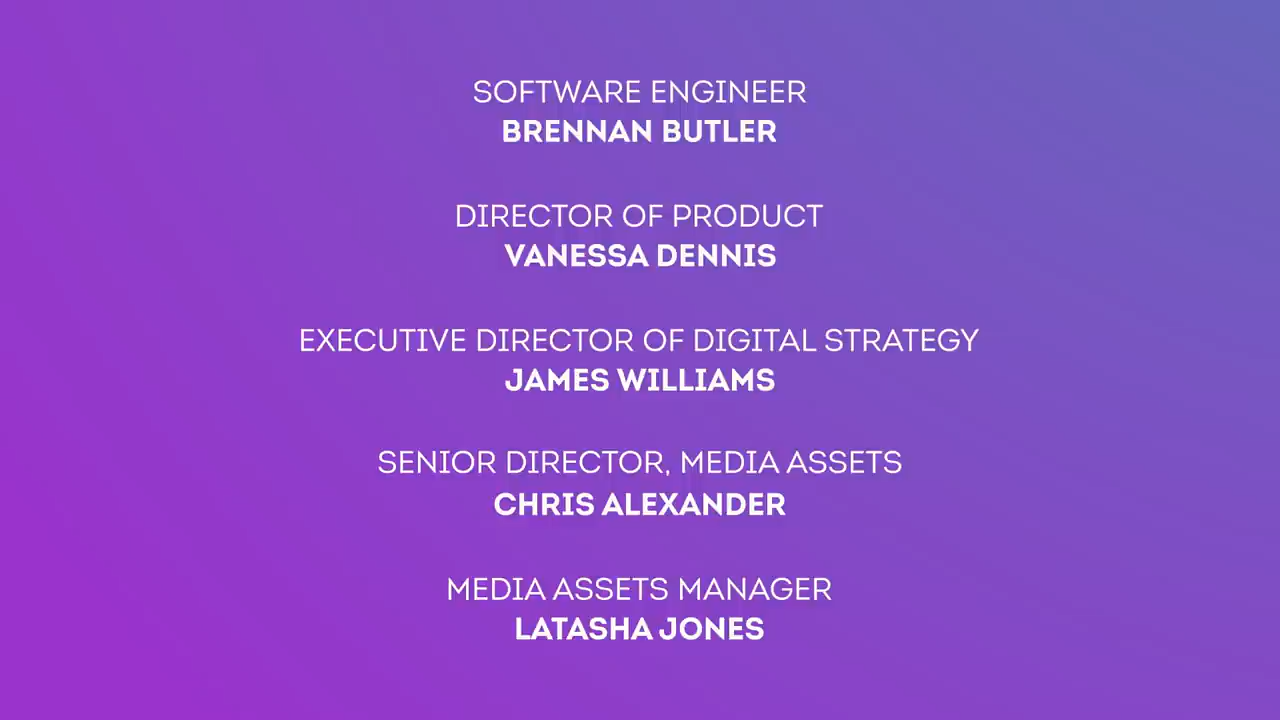 SOFTWARE ENGINEER
BRENNAN BUTLER
DIRECTOR OF PRODUCT
VANESSA DENNIS
EXECUTIVE DIRECTOR OF DIGITAL STRATEGY
JAMES WILLIAMS
SENIOR DIRECTOR, MEDIA ASSETS
CHRIS ALEXANDER
MEDIA ASSETS MANAGER
LATASHA JONES